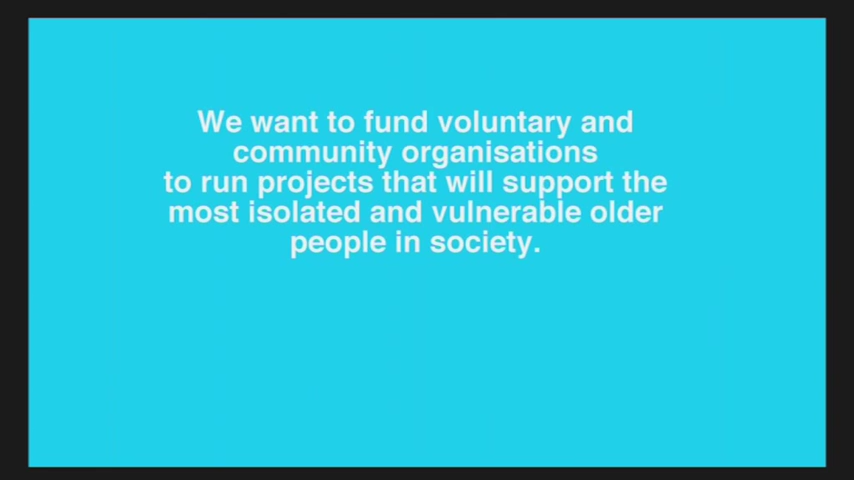 We want to fund voluntary and
community organisations
to run projects that will support the
most isolated and vulnerable older
people in society.